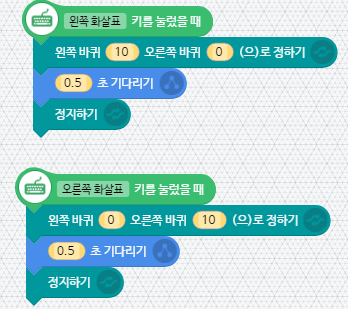 왼쪽 화살표 키를 눌렀을 때
왼쪽 바퀴 10 오른쪽 바퀴 0 (으)로 정하기
0.5 초 기다리기
정지하기
오른쪽 화살표 키를 눌렀을 때
왼쪽 바퀴 0 오른쪽 바퀴 10 (으)로 정하기
0.5 초 기다리기
정지하기